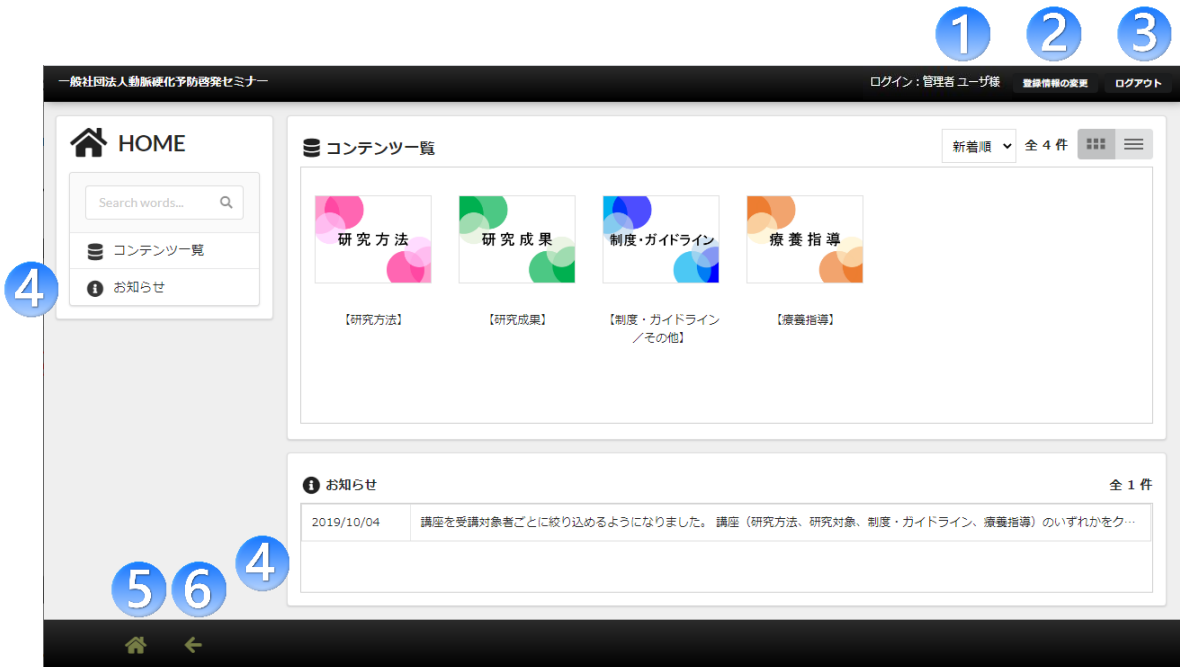 1 2 3
一般社団法人動脈硬化予防啓発セミナー ログイン：管理者 ユーザ様 登録情報の変更 ログアウト
HOME
Search words...
コンテンツ一覧
4 お知らせ
コンテンツ一覧 新着順 全 4 件
研究方法 研究成果 制度・ガイドライン 療養指導
【研究方法】 【研究成果】 【制度・ガイドライン 【療養指導】
／その他】
お知らせ 全 1 件
2019/10/04 講座を受講対象者ごとに絞り込めるようになりました。 講座（研究方法、研究対象、制度・ガイドライン、療養指導）のいずれかをク…
4
5 6